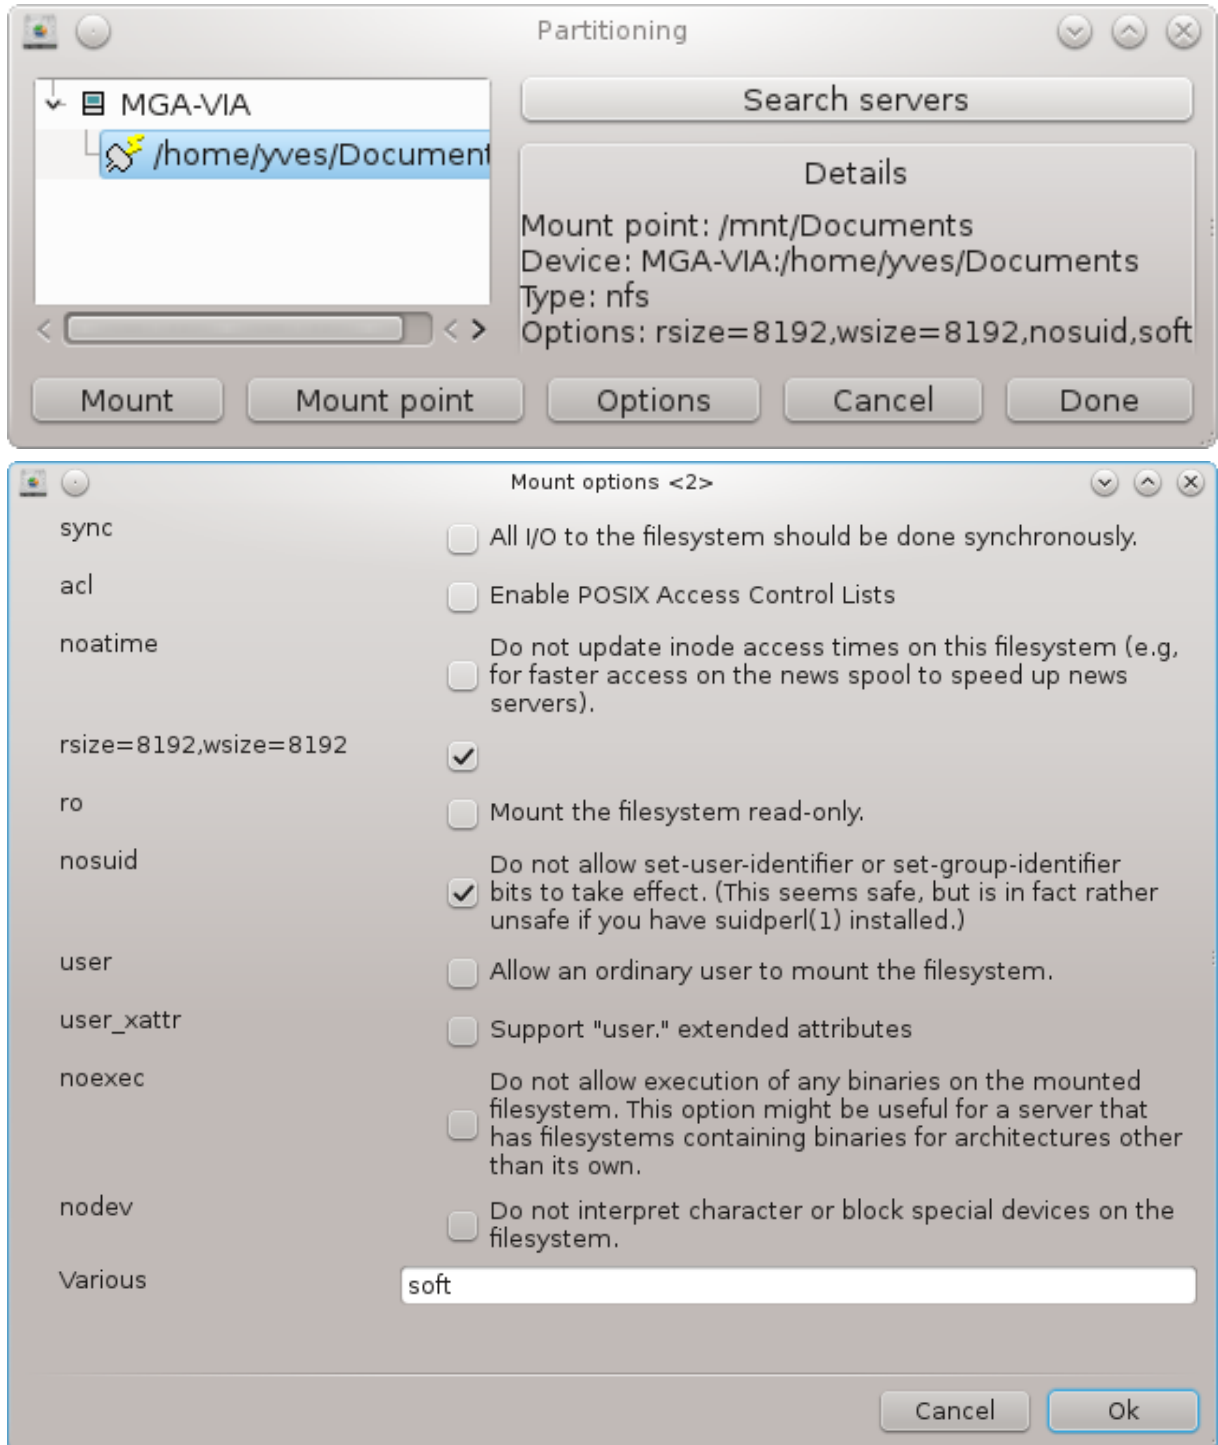 Partitioning
MGA-VIA
/home/yves/Document
Search servers
Details
Mount point: /mnt/Documents
Device: MGA-VIA:/home/yves/Documents
Type: nfs
Options: rsize=8192,wsize=8192,nosuid,soft
Mount
Mount point
Options
Cancel
Done
Mount options <2>
sync
All I/O to the filesystem should be done synchronously.
acl
Enable POSIX Access Control Lists
noatime
Do not update inode access times on this filesystem (e.g,
for faster access on the news spool to speed up news
servers).
rsize=8192,wsize=8192
ro
Mount the filesystem read-only.
nosuid
Do not allow set-user-identifier or set-group-identifier
bits to take effect. (This seems safe, but is in fact rather
unsafe if you have suidperl(1) installed.)
user
Allow an ordinary user to mount the filesystem.
user_xattr
Support "user." extended attributes
noexec
Do not allow execution of any binaries on the mounted
filesystem. This option might be useful for a server that
has filesystems containing binaries for architectures other
than its own.
nodev
Do not interpret character or block special devices on the
filesystem.
Various
soft
Cancel
Ok